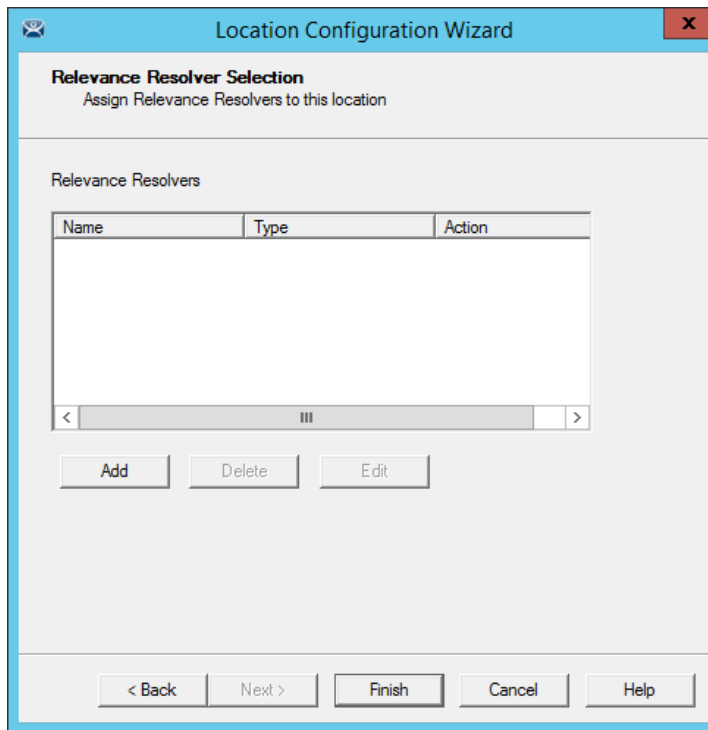 Location Configuration Wizard
x
Relevance Resolver Selection
Assign Relevance Resolvers to this location
Relevance Resolvers
Name Type Action
Add Delete Edit
< Back Next > Finish Cancel Help